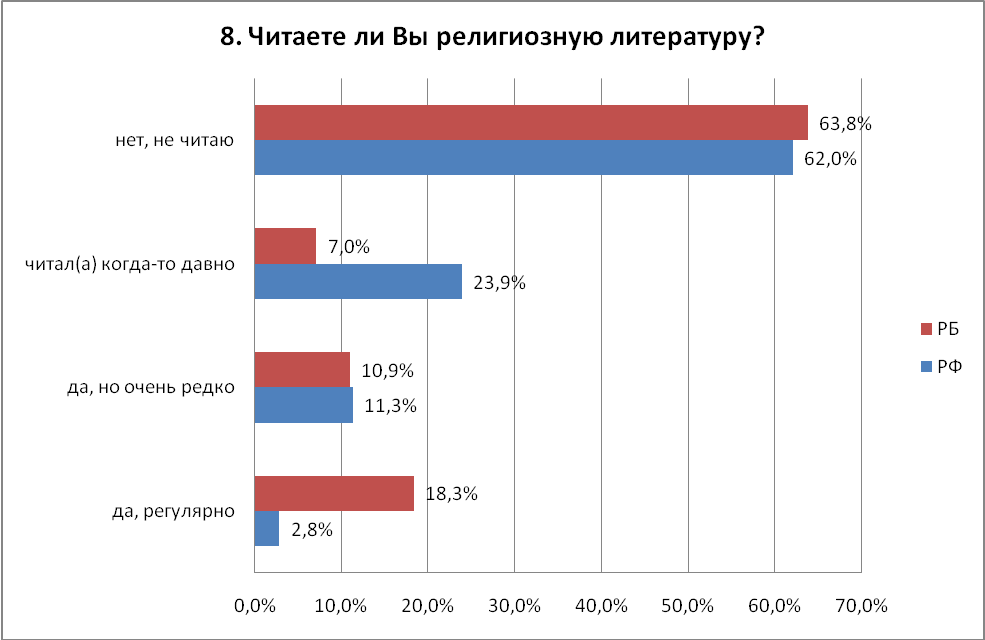 8. Читаете ли Вы религиозную литературу?
нет, не читаю
63,8%
62,0%
читал(а) когда-то давно
7,0%
23,9%
да, но очень редко
10,9%
11,3%
да, регулярно
18,3%
2,8%
РБ
РФ
0,0% 10,0% 20,0% 30,0% 40,0% 50,0% 60,0% 70,0%